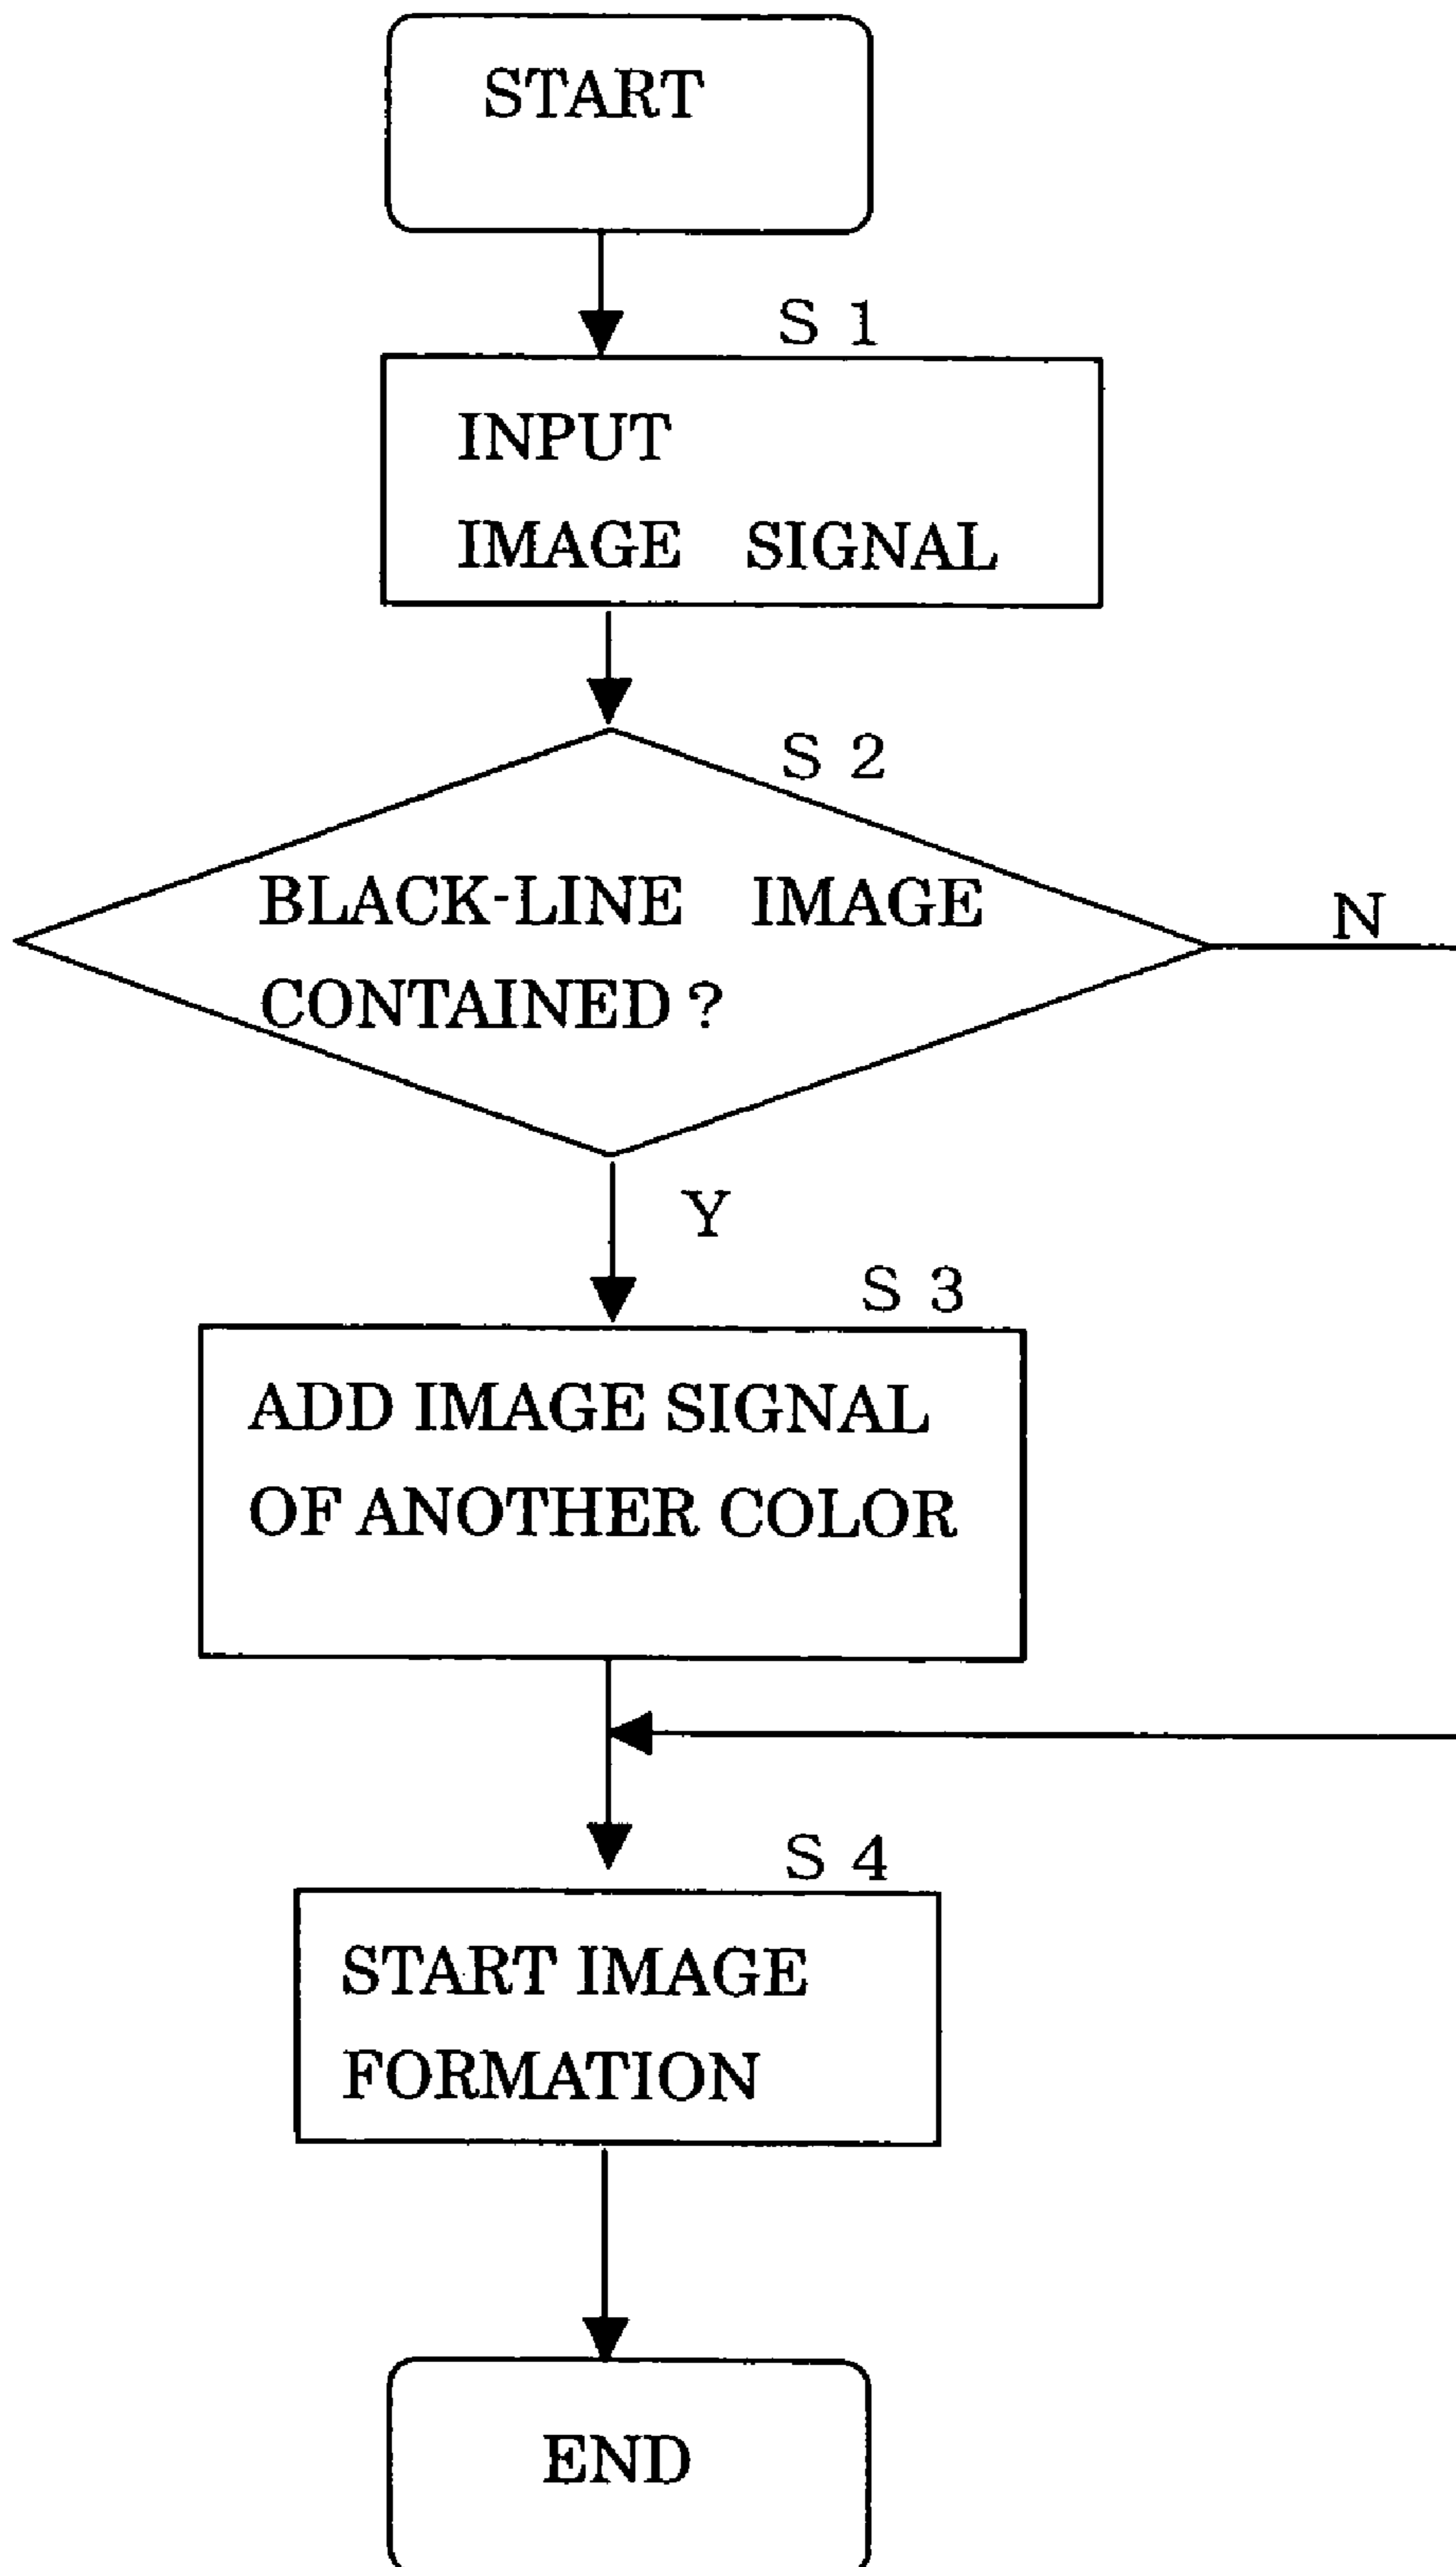 START
S 1
INPUT
IMAGE SIGNAL
S 2
BLACK-LINE IMAGE
N
CONTAINED ?
Y
S 3
ADD IMAGE SIGNAL
OF ANOTHER COLOR
S 4
START IMAGE
FORMATION
END